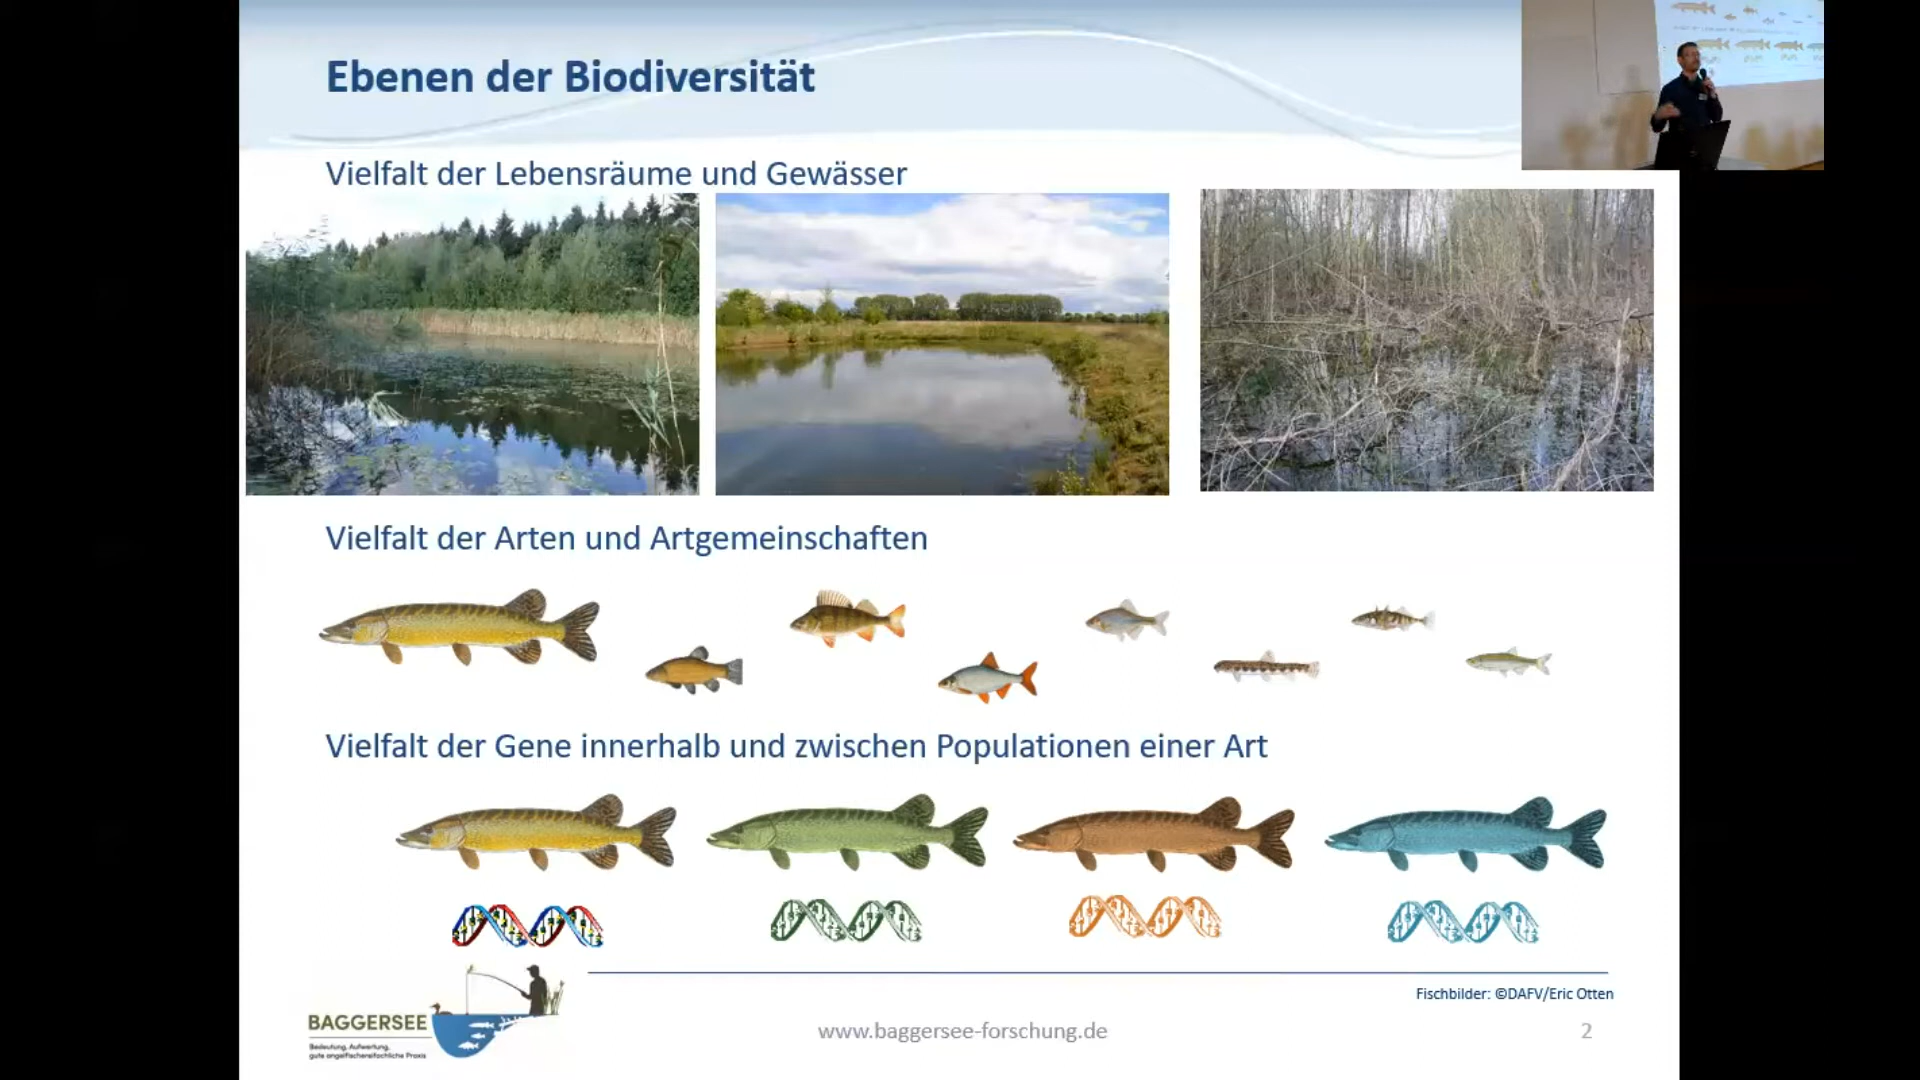 Ebenen der Biodiversität
Vielfalt der Lebensräume und Gewässer
Vielfalt der Arten und Artgemeinschaften
Vielfalt der Gene innerhalb und zwischen Populationen einer Art
Fischbilder: ©DAFV/Eric Otten
BAGGERSEE
Bedeutung, Aufwertung,
gute angelfischereifachliche Praxis
www.baggersee-forschung.de
2